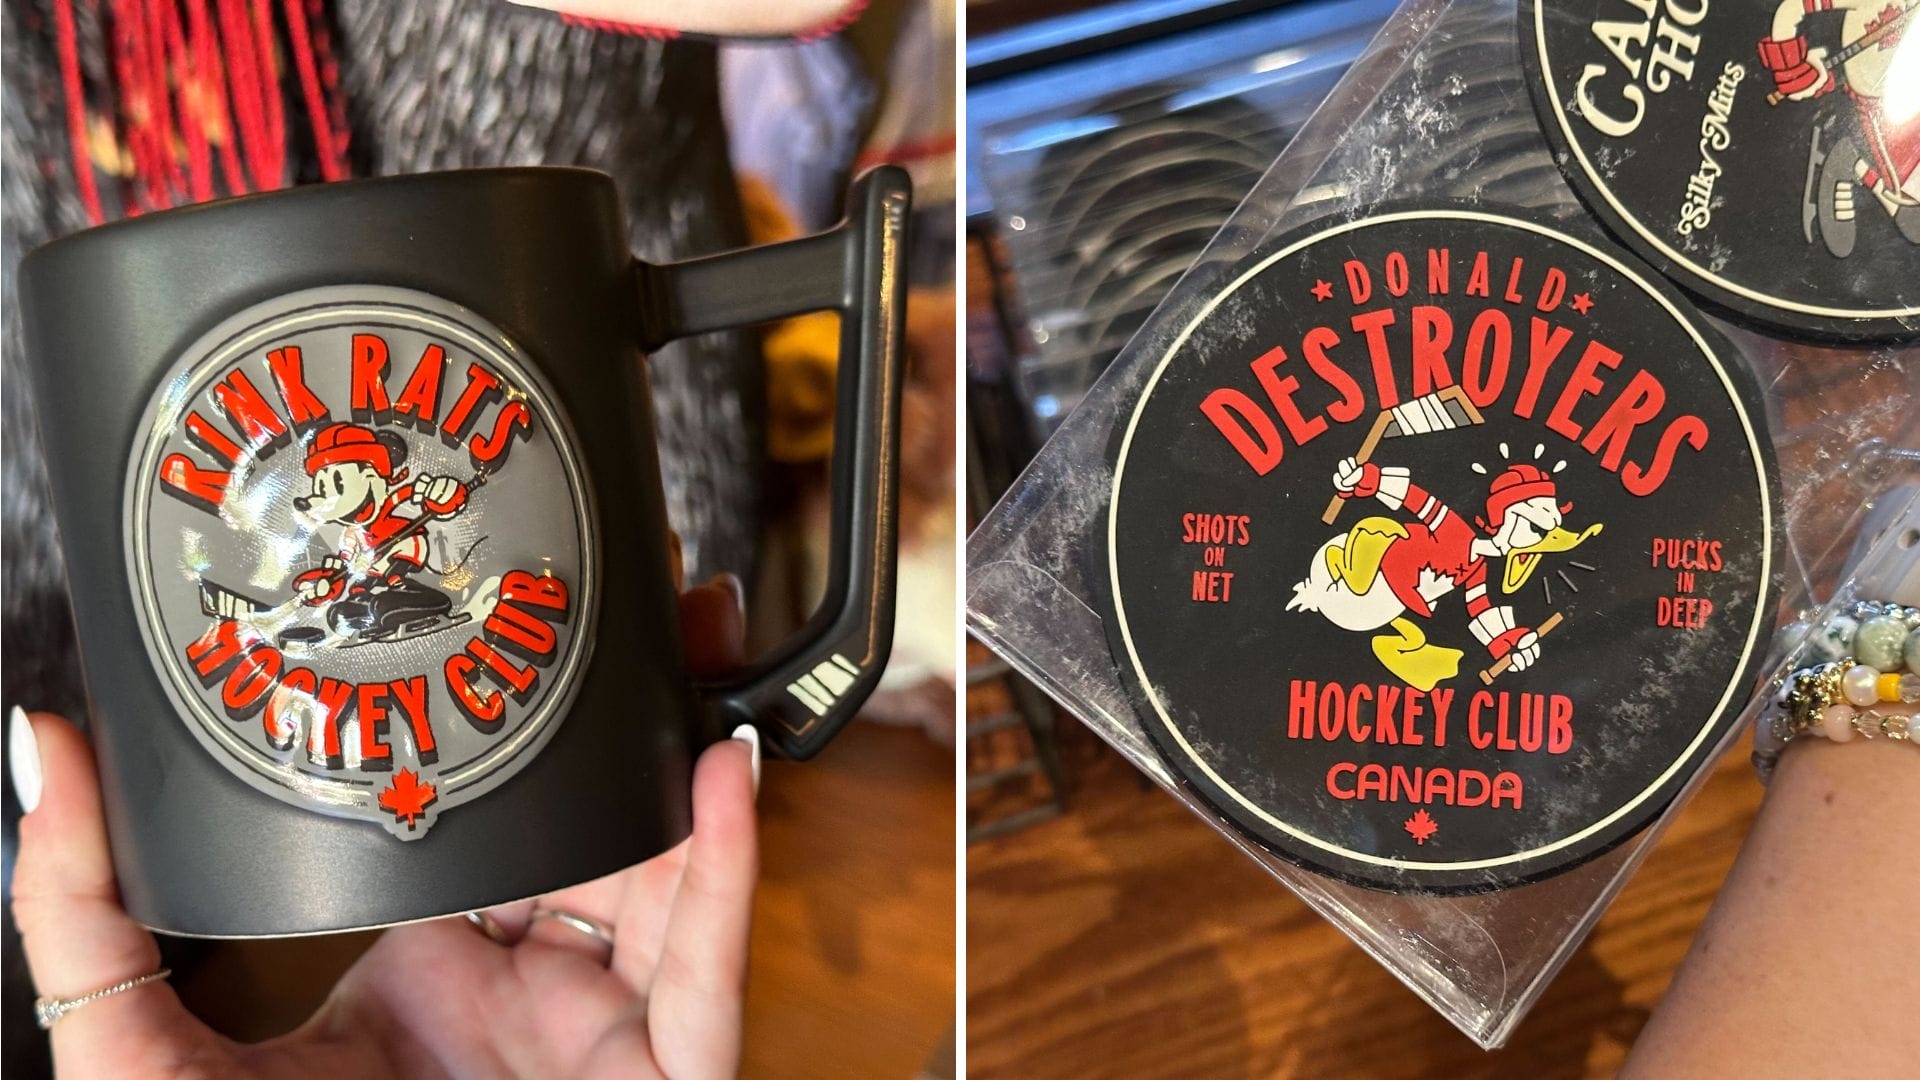 RINK RATS
HOCKEY CLUB
DONALD
DESTROYERS
SHOTS
ON
NET
PUCKS
IN
DEEP
HOCKEY CLUB
CANADA
Silky Mitts